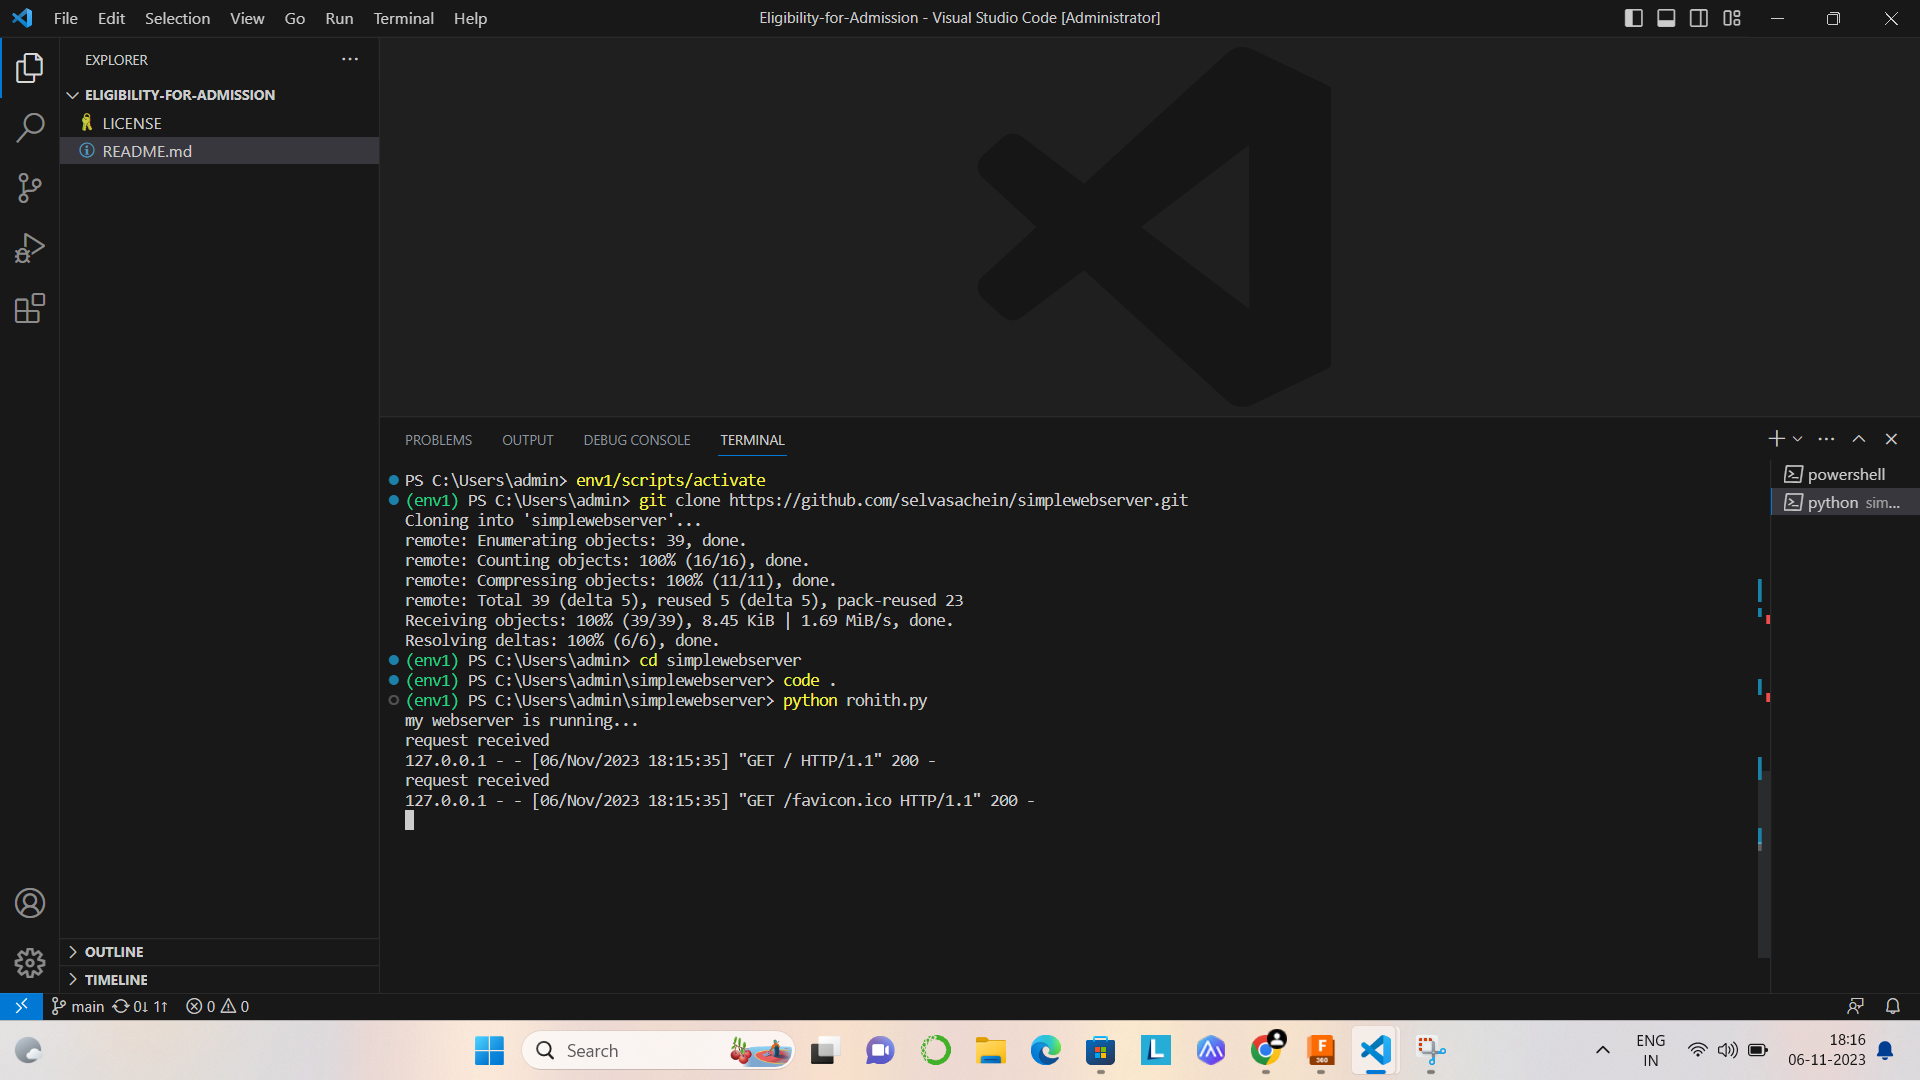 File Edit Selection View Go Run Terminal Help
Eligibility-for-Admission - Visual Studio Code [Administrator]
EXPLORER
ELIGIBILITY-FOR-ADMISSION
LICENSE
README.md
PROBLEMS OUTPUT DEBUG CONSOLE TERMINAL
powershell
python sim...
PS C:\Users\admin> env1/scripts/activate
(env1) PS C:\Users\admin> git clone https://github.com/selvasachein/simplewebserver.git
Cloning into 'simplewebserver'...
remote: Enumerating objects: 39, done.
remote: Counting objects: 100% (16/16), done.
remote: Compressing objects: 100% (11/11), done.
remote: Total 39 (delta 5), reused 5 (delta 5), pack-reused 23
Receiving objects: 100% (39/39), 8.45 KiB | 1.69 MiB/s, done.
Resolving deltas: 100% (6/6), done.
(env1) PS C:\Users\admin> cd simplewebserver
(env1) PS C:\Users\admin\simplewebserver> code .
(env1) PS C:\Users\admin\simplewebserver> python rohith.py
my webserver is running...
request received
127.0.0.1 - - [06/Nov/2023 18:15:35] "GET / HTTP/1.1" 200 -
request received
127.0.0.1 - - [06/Nov/2023 18:15:35] "GET /favicon.ico HTTP/1.1" 200 -
OUTLINE
TIMELINE
main 0↓ 1↑ 0 0
Search
L
F
360
ENG
IN
18:16
06-11-2023